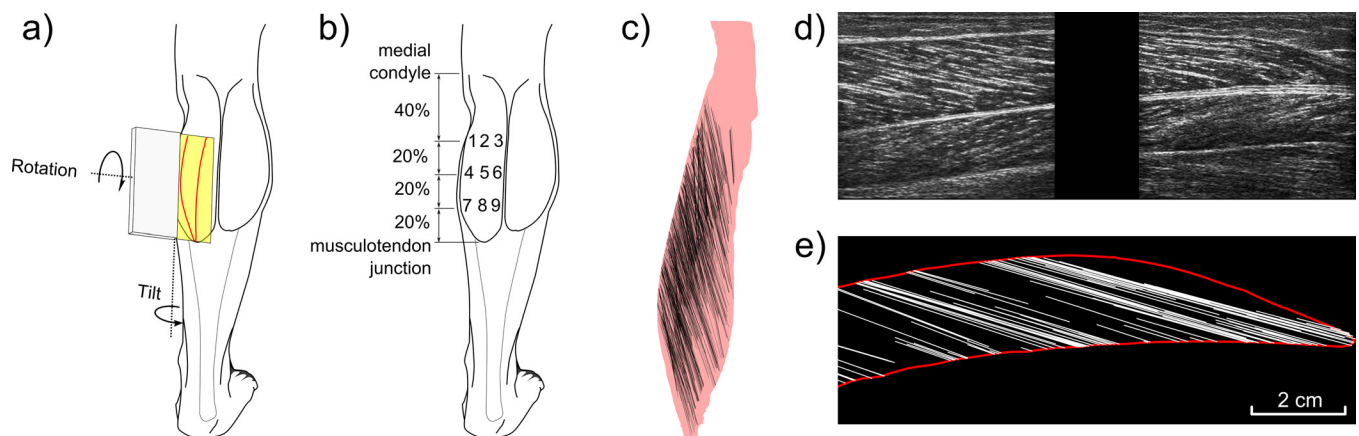 a)
Rotation
Tilt
b)
medial
condyle
40%
1 2 3
20%
4 5 6
20%
7 8 9
20%
musculotendon
junction
c)
d)
e)
2 cm